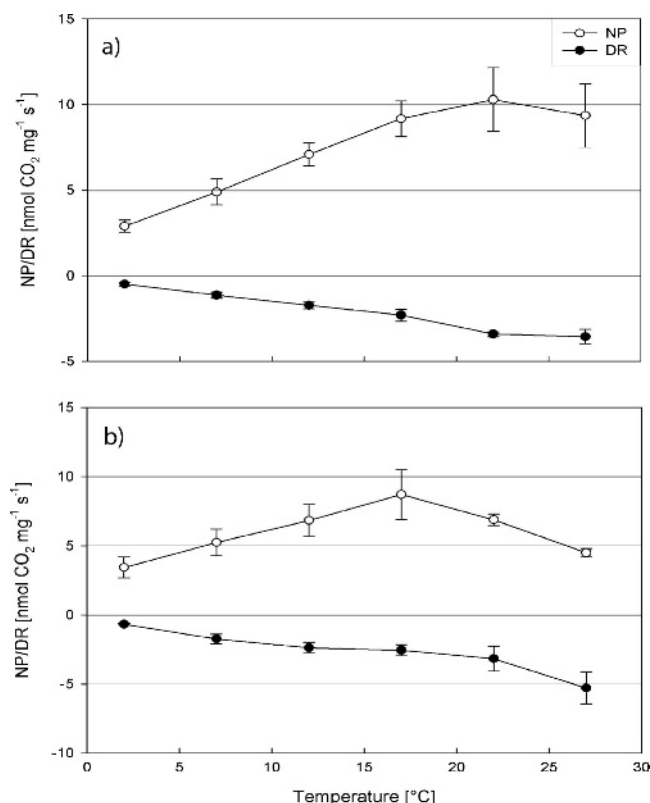 a)
NP
DR
15
10
5
0
-5
NP/DR [nmol CO₂ mg⁻¹ s⁻¹]
b)
15
10
5
0
-5
-10
NP/DR [nmol CO₂ mg⁻¹ s⁻¹]
0 5 10 15 20 25 30
Temperature [°C]